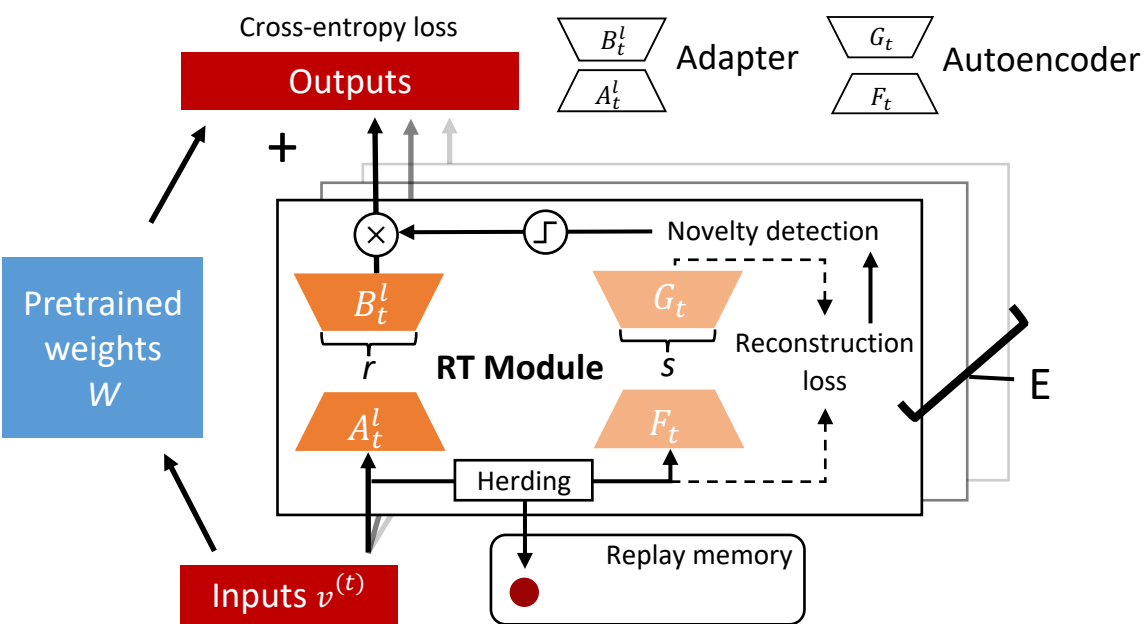 Cross-entropy loss
Outputs
+
B_t^l
A_t^l
Adapter
G_t
F_t
Autoencoder
×
Novelty detection
Pretrained
weights
W
B_t^l
r
A_t^l
RT Module
G_t
s
F_t
Reconstruction
loss
E
Herding
Replay memory
Inputs v^(t)